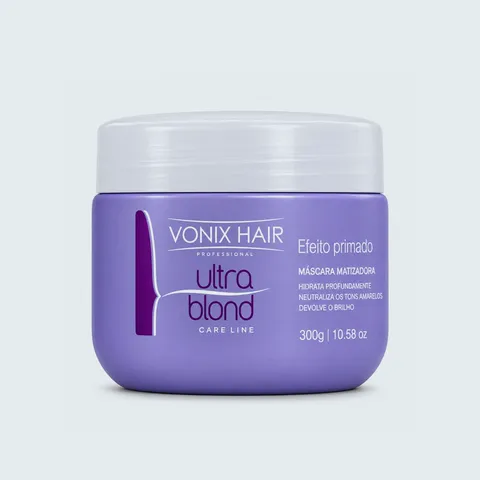 VONIX HAIR
PROFESSIONAL
ultra
blond
CARE LINE
Efeito primado
MÁSCARA MATIZADORA
HIDRATA PROFUNDAMENTE
NEUTRALIZA OS TONS AMARELOS
DEVOLVE O BRILHO
300g | 10.58 oz